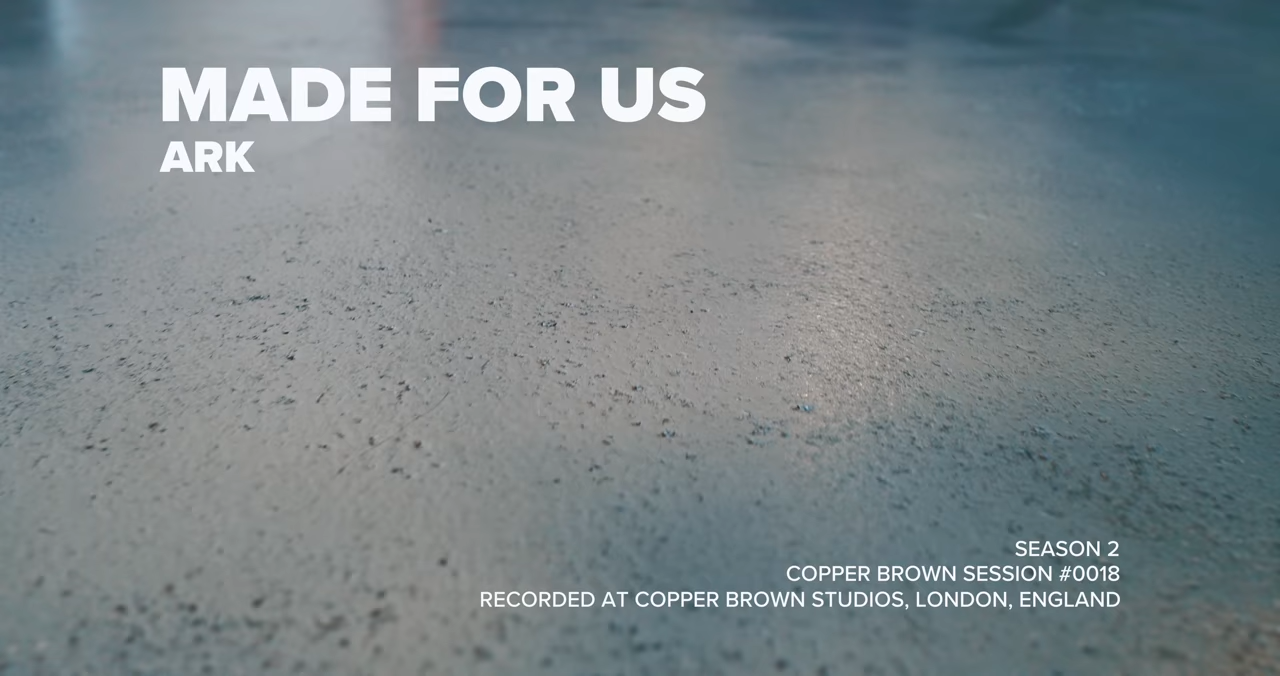 MADE FOR US
ARK
SEASON 2
COPPER BROWN SESSION #0018
RECORDED AT COPPER BROWN STUDIOS, LONDON, ENGLAND